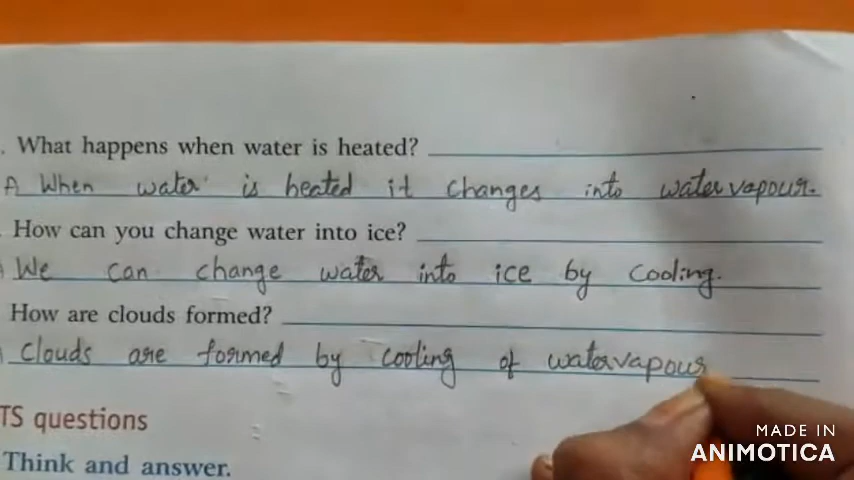 . What happens when water is heated?
A When water is heated it changes into watervapour.
. How can you change water into ice?
We can change water into ice by cooling.
How are clouds formed?
Clouds are formed by cooling of watervapour
TS questions
Think and answer.
MADE IN
ANIMOTICA